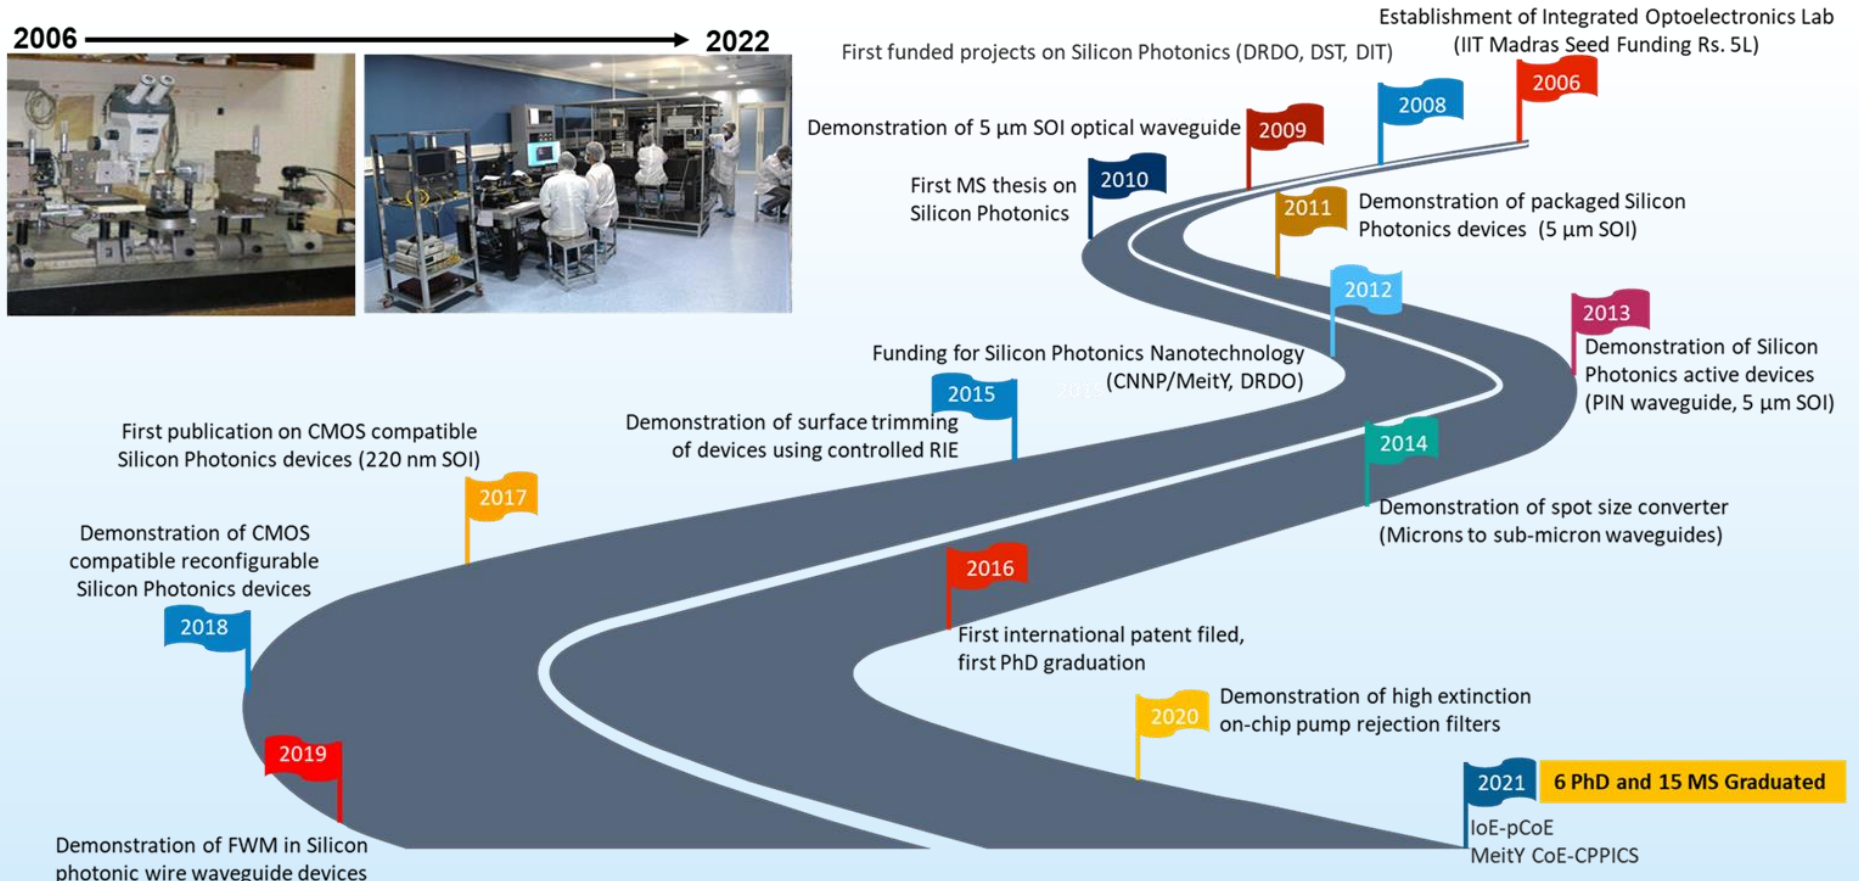 2006
2022
Establishment of Integrated Optoelectronics Lab
(IIT Madras Seed Funding Rs. 5L)
2006
First funded projects on Silicon Photonics (DRDO, DST, DIT)
2008
Demonstration of 5 µm SOI optical waveguide
2009
2010
First MS thesis on
Silicon Photonics
2011
Demonstration of packaged Silicon
Photonics devices (5 µm SOI)
2012
Funding for Silicon Photonics Nanotechnology
(CNNP/MeitY, DRDO)
2013
Demonstration of Silicon
Photonics active devices
(PIN waveguide, 5 µm SOI)
2014
Demonstration of spot size converter
(Microns to sub-micron waveguides)
2015
2015
Demonstration of surface trimming
of devices using controlled RIE
2016
First international patent filed,
first PhD graduation
First publication on CMOS compatible
Silicon Photonics devices (220 nm SOI)
2017
Demonstration of CMOS
compatible reconfigurable
Silicon Photonics devices
2018
2019
Demonstration of FWM in Silicon
photonic wire waveguide devices
2020
Demonstration of high extinction
on-chip pump rejection filters
2021
6 PhD and 15 MS Graduated
IoE-pCoE
MeitY CoE-CPPICS